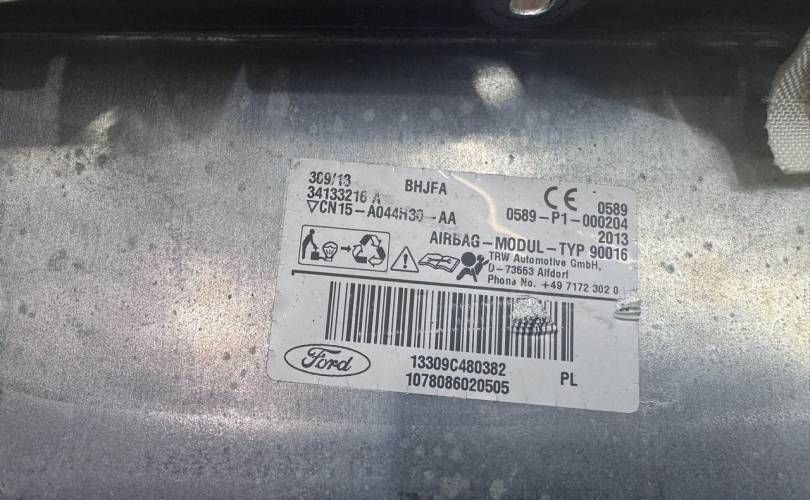 309/13 BHJFA
34133216 A
▽CN15-A044H30-AA
CE 0589
0589-P1-000204
2013
AIRBAG-MODUL-TYP 90016
TRW Automotive GmbH,
D-73553 Alfdorf
Phone No. +49 7172 302 0
Ford
13309C480382 PL
1078086020505